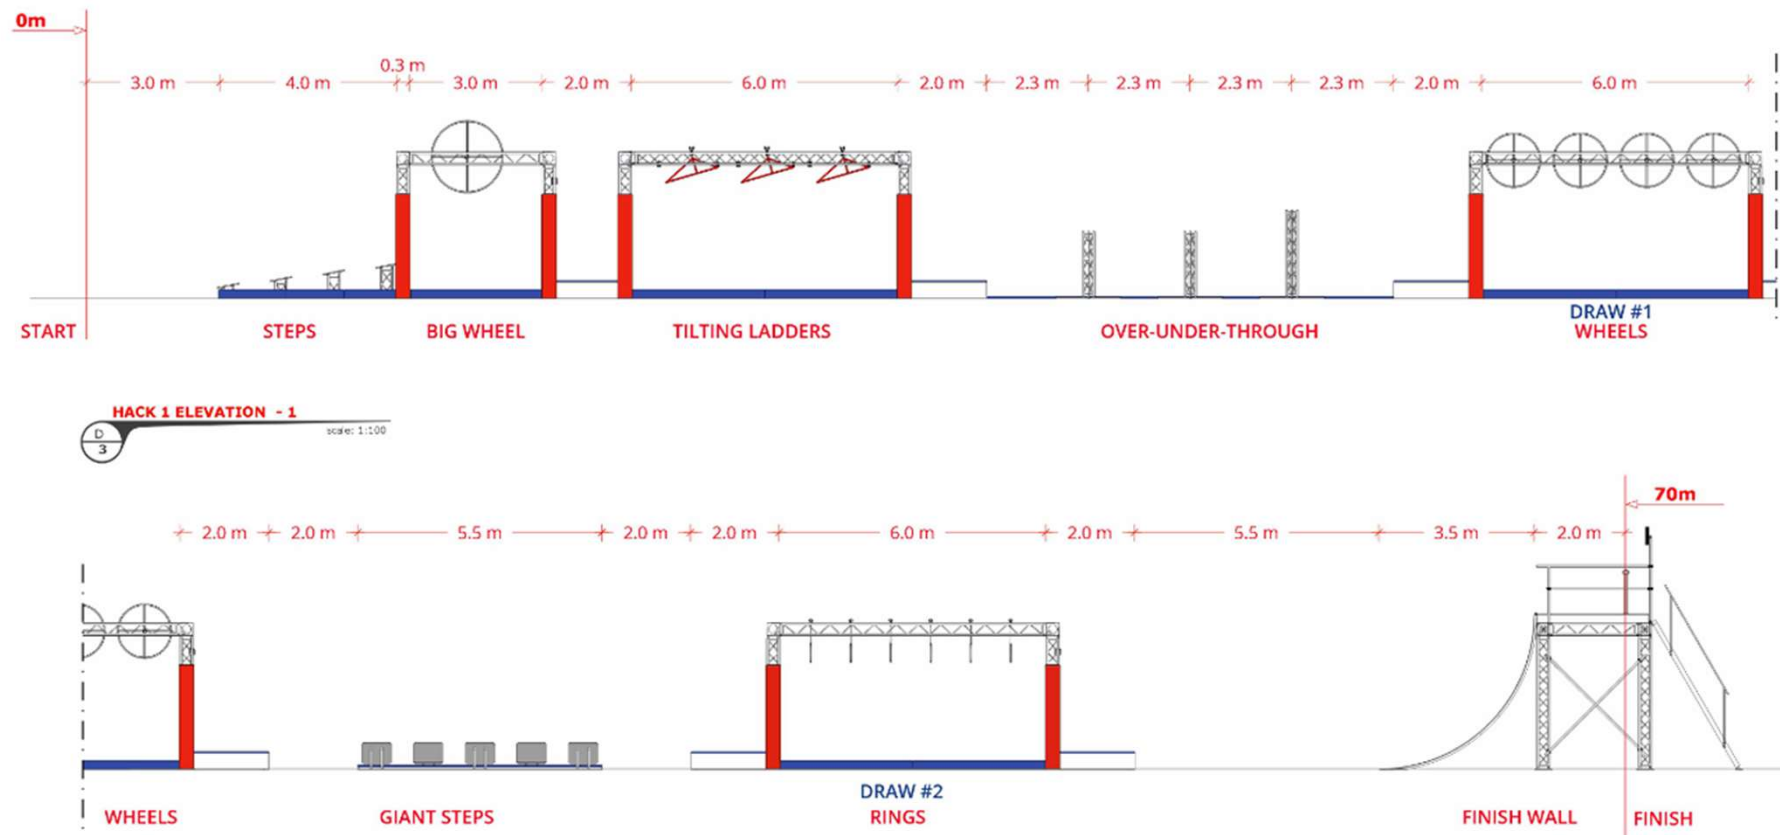 0m
0.3 m
3.0 m 4.0 m 3.0 m 2.0 m 6.0 m 2.0 m 2.3 m 2.3 m 2.3 m 2.3 m 2.0 m 6.0 m
DRAW #1
START STEPS BIG WHEEL TILTING LADDERS OVER-UNDER-THROUGH WHEELS
HACK 1 ELEVATION - 1
scale: 1:100
D
3
70m
2.0 m 2.0 m 5.5 m 2.0 m 2.0 m 6.0 m 2.0 m 5.5 m 3.5 m 2.0 m
DRAW #2
WHEELS GIANT STEPS RINGS FINISH WALL FINISH